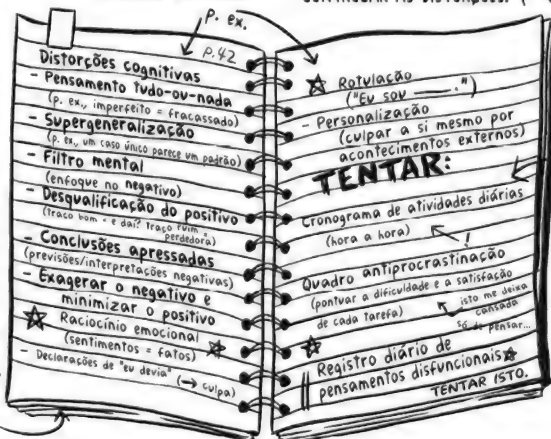 P. ex.
P.42
Distorções cognitivas
- Pensamento tudo-ou-nada
(p. ex., imperfeito = fracassado)
- Supergeneralização
(p. ex., um caso único parece um padrão)
- Filtro mental
(enfoque no negativo)
- Desqualificação do positivo
(traço bom = e daí? traço ruim = perdedora)
- Conclusões apressadas
(previsões/interpretações negativas)
- Exagerar o negativo e
minimizar o positivo
Raciocínio emocional
(sentimentos = fatos)
- Declarações de "eu devia" (→ culpa)
Rotulação
("Eu sou ____.")
- Personalização
(culpar a si mesmo por
acontecimentos externos)
TENTAR:
Cronograma de atividades diárias
(hora a hora)
!
Quadro antiprocrastinação
(pontuar a dificuldade e a satisfação
de cada tarefa)
isto me deixa
cansada
só de pensar...
Registro diário de
pensamentos disfuncionais
TENTAR ISTO.